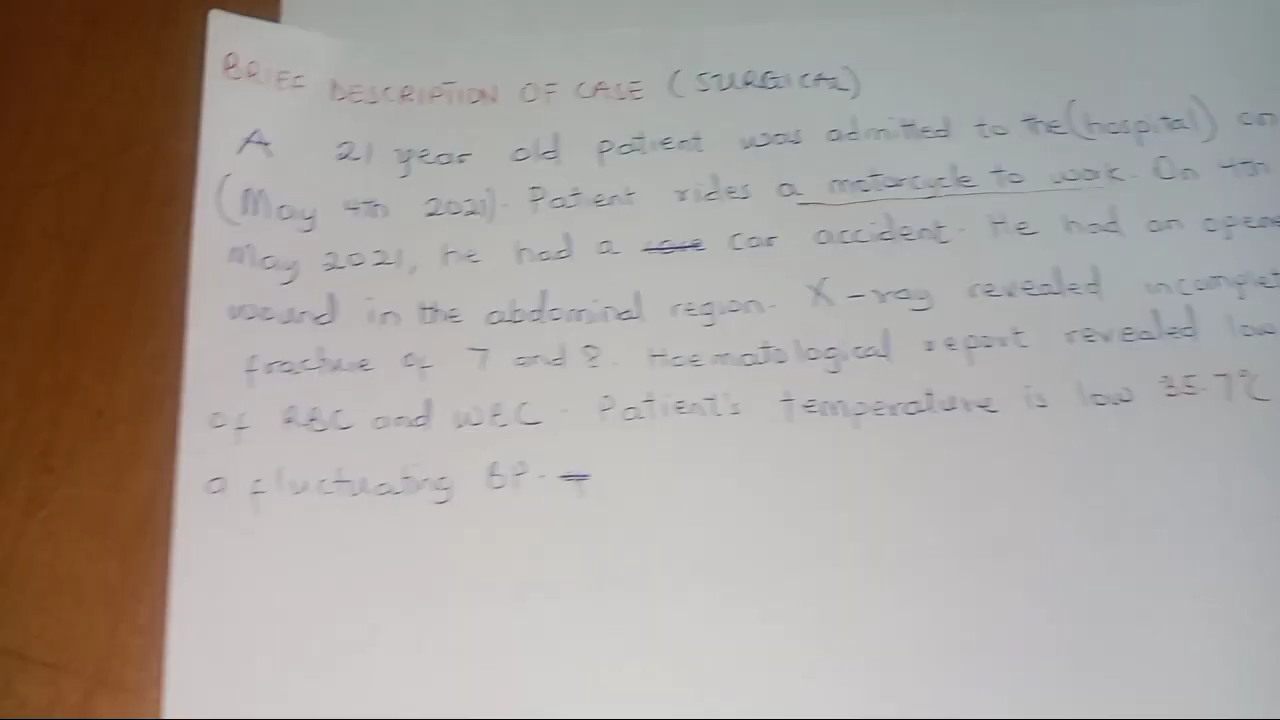 BRIEF DESCRIPTION OF CASE (SURGICAL)
A 21 year old patient was admitted to the (hospital) on
(May 4th 2021). Patient rides a motorcycle to work. On 4th
May 2021, he had a car accident. He had an open
wound in the abdominal region. X-ray revealed incomplet
fracture of 7 and 8. Haematological report revealed low
of RBC and WBC. Patient's temperature is low 35.7°C
a fluctuating BP.